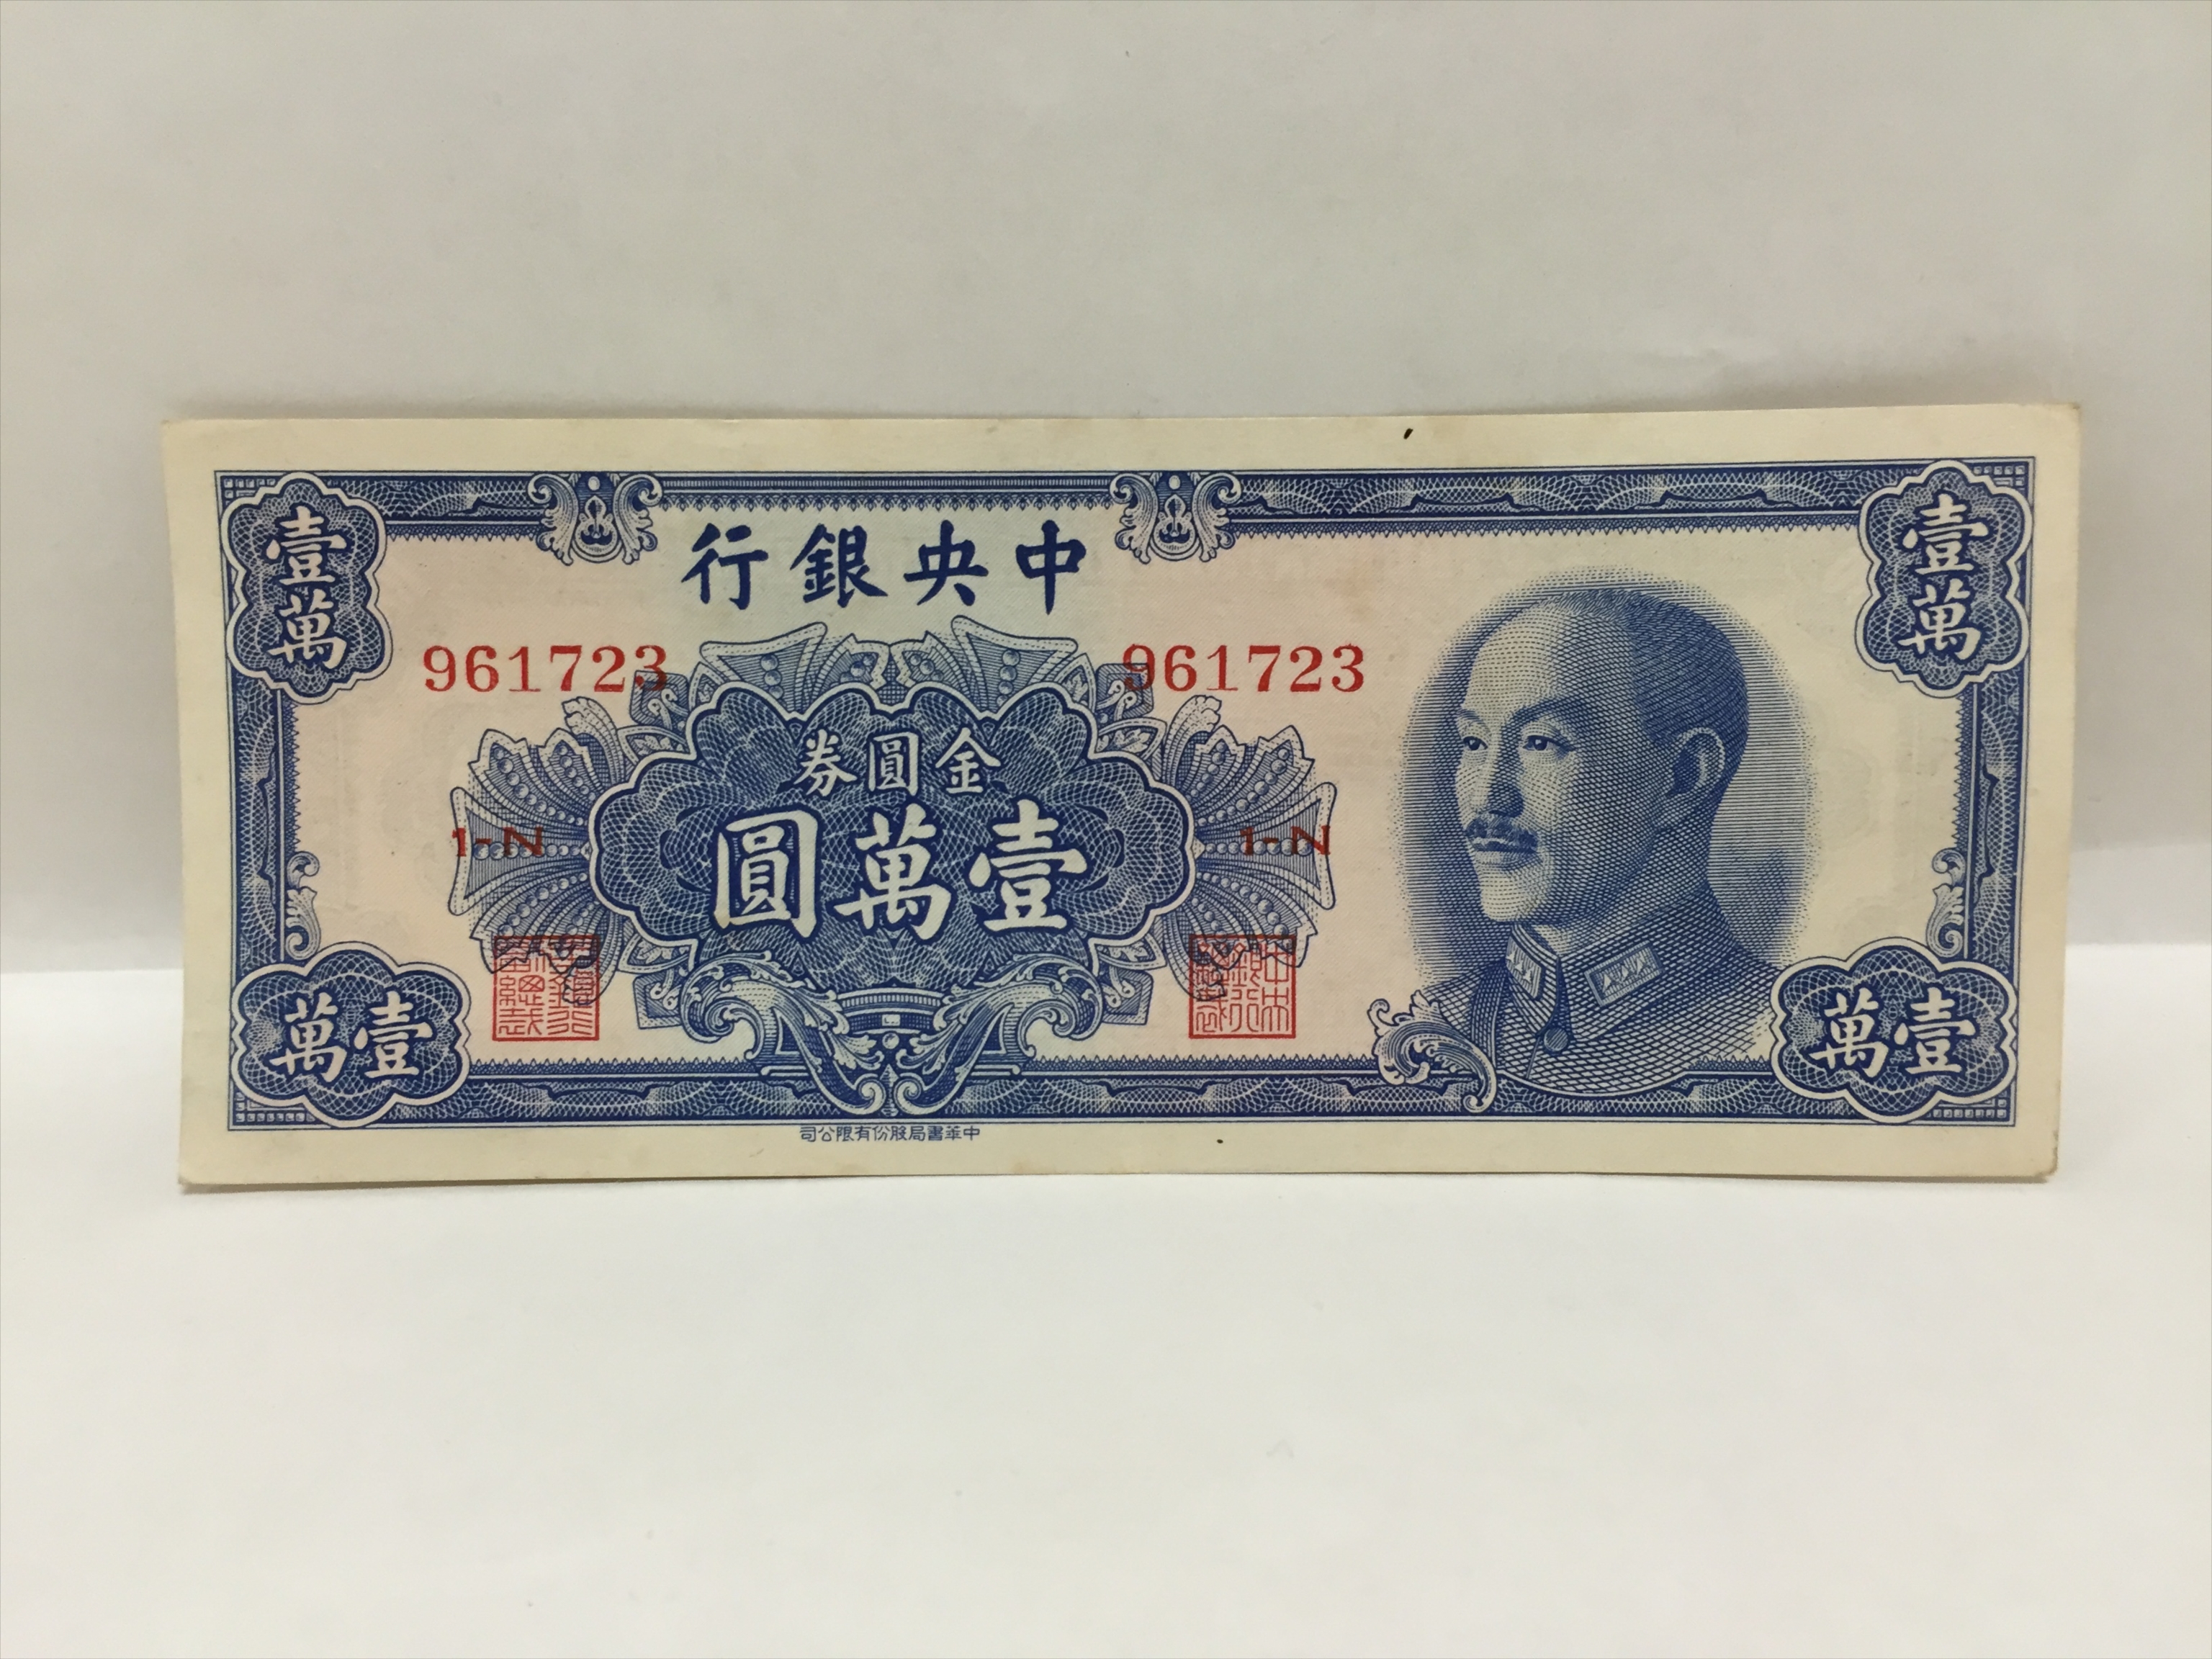 中央銀行
壹萬
壹萬
961723
961723
金圓券
壹萬圓
1-N
1-N
萬壹
萬壹
中華書局股份有限公司